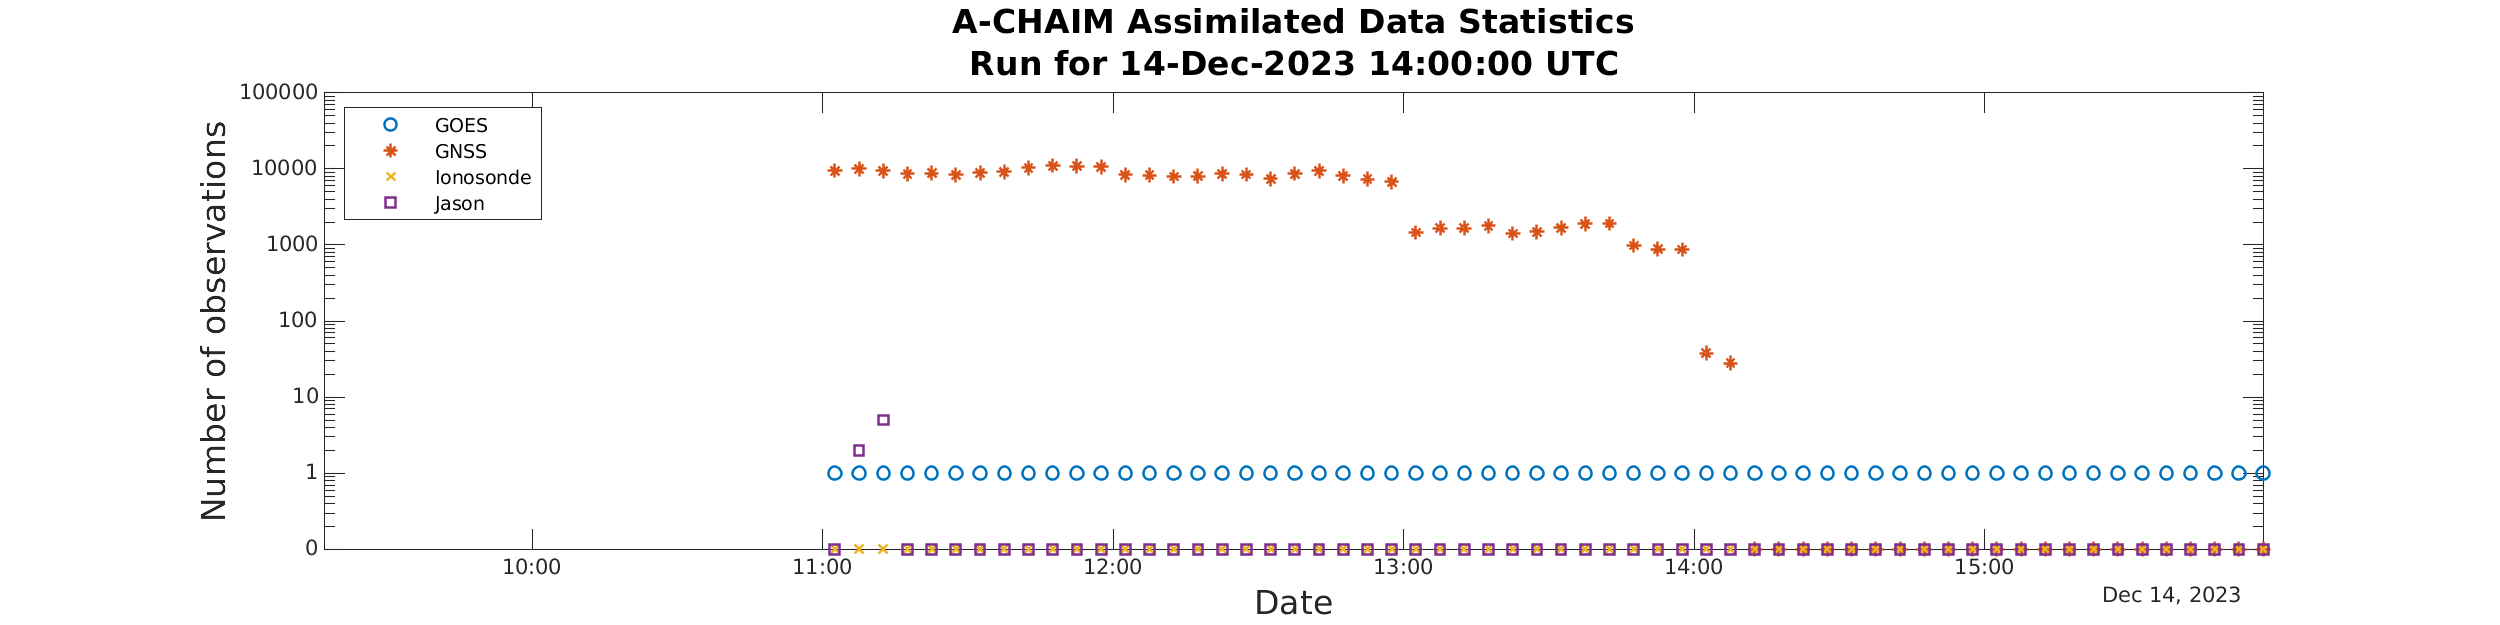 A-CHAIM Assimilated Data Statistics
Run for 14-Dec-2023 14:00:00 UTC
Number of observations
100000
10000
1000
100
10
1
0
GOES
GNSS
Ionosonde
Jason
10:00 11:00 12:00 13:00 14:00 15:00
Date
Dec 14, 2023